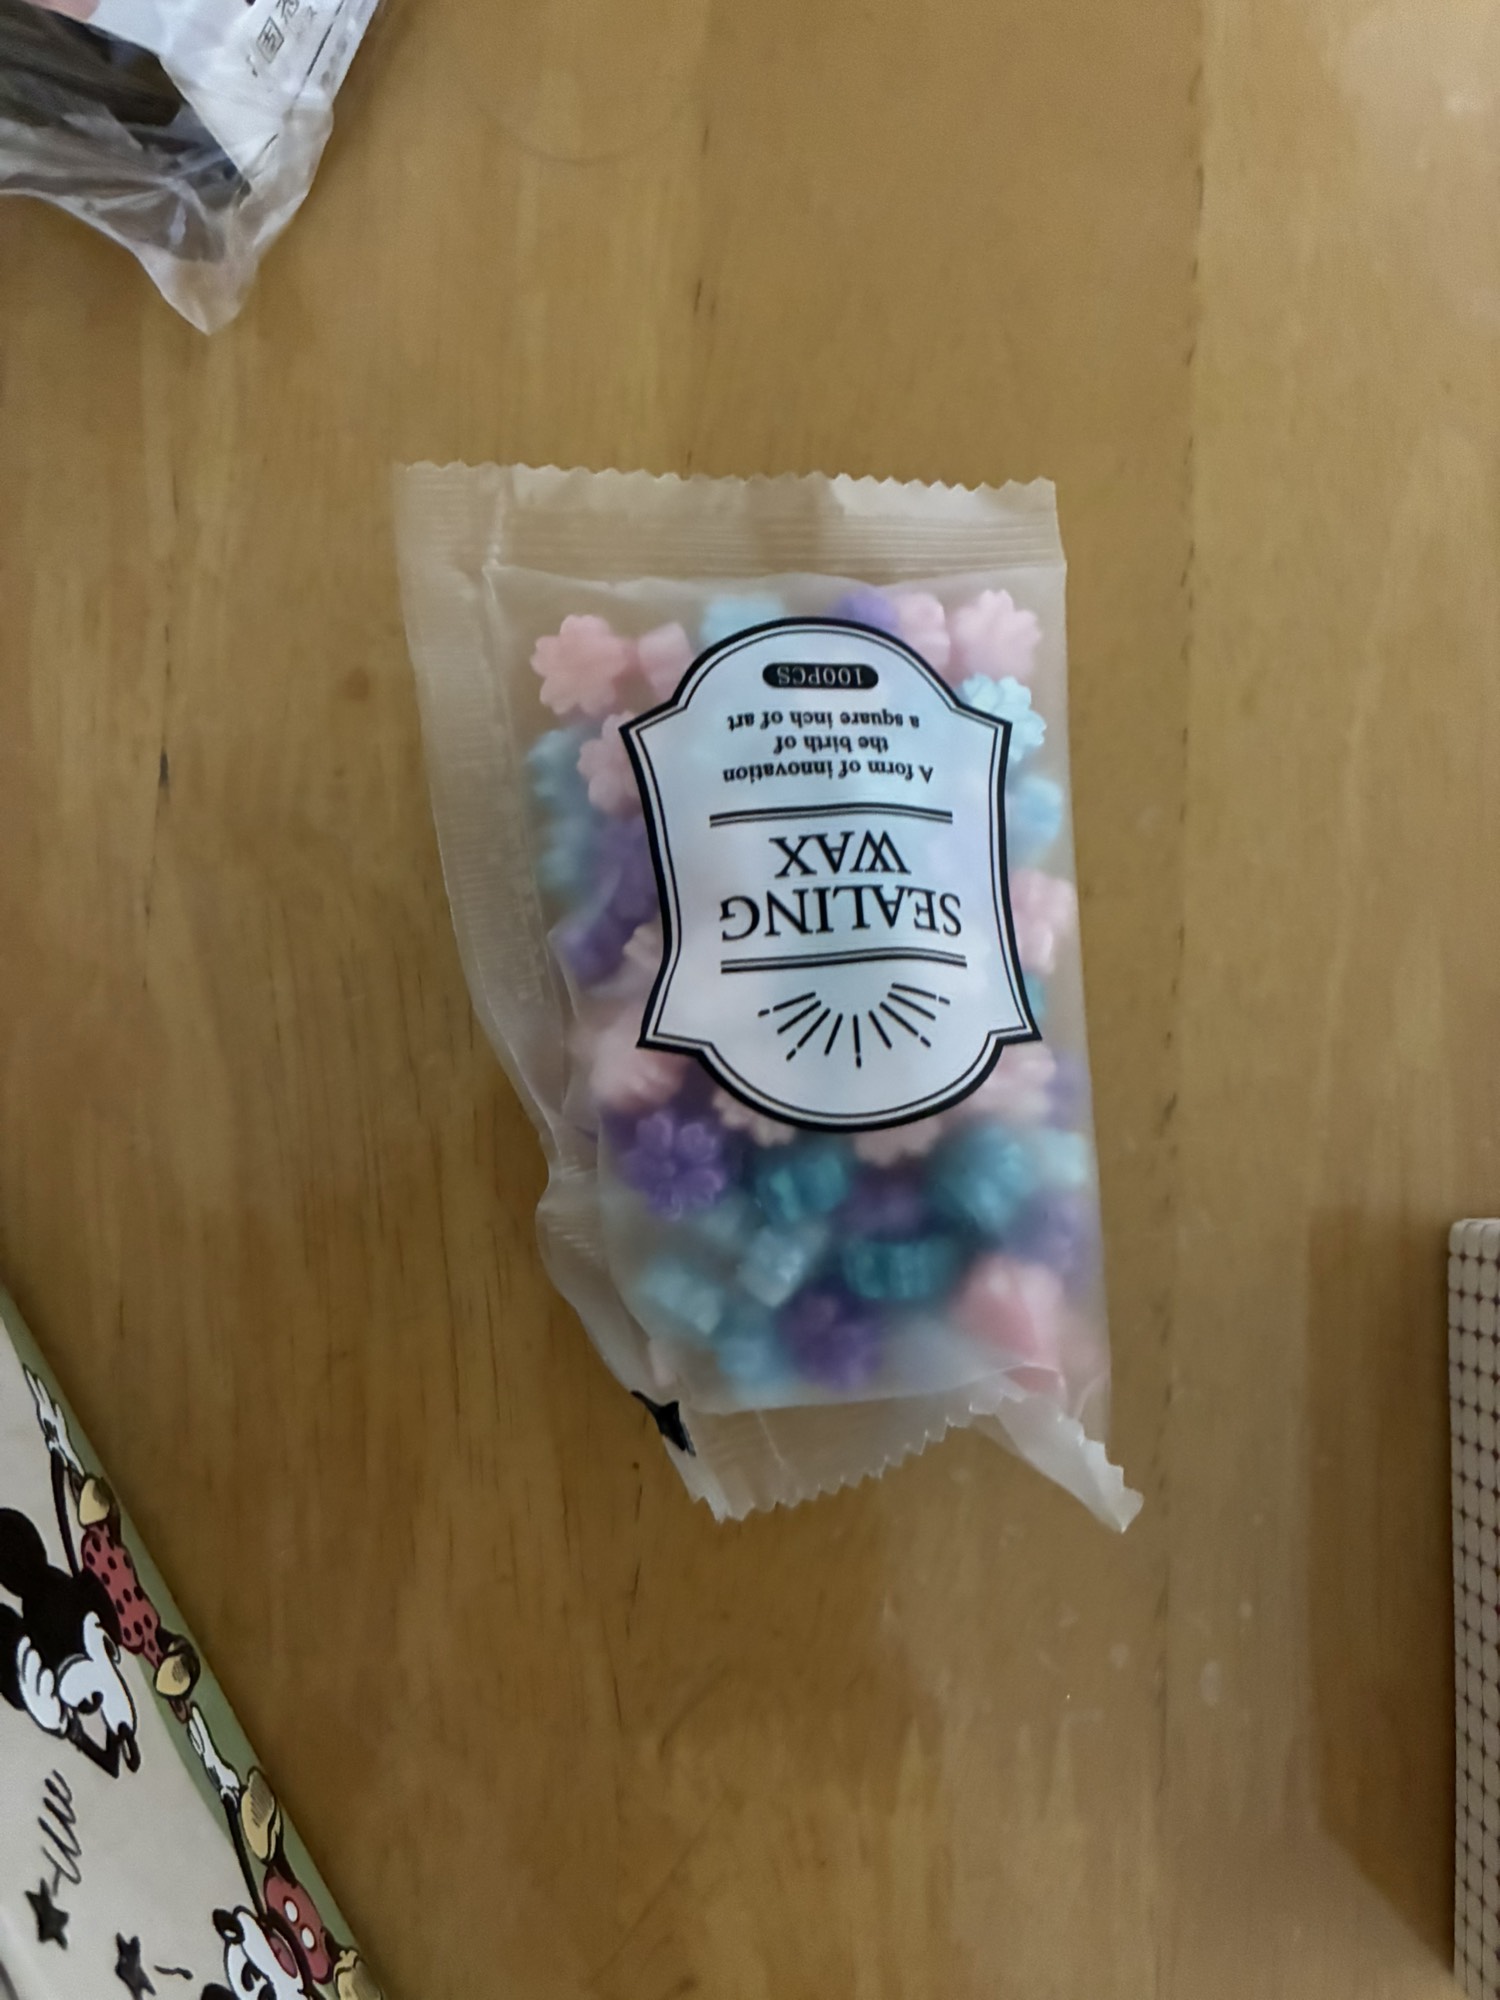 SEALING
WAX
A form of innovation
the birth of
a square inch of art
100PCS